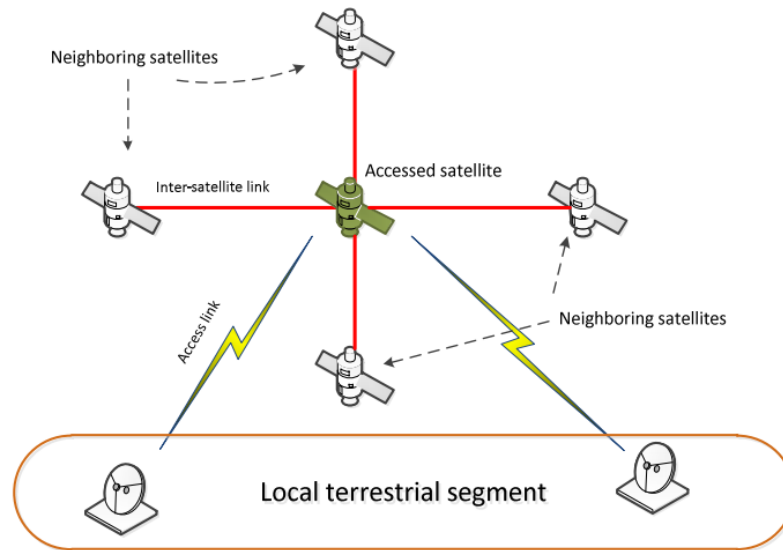 Neighboring satellites
Accessed satellite
Inter-satellite link
Access link
Neighboring satellites
Local terrestrial segment